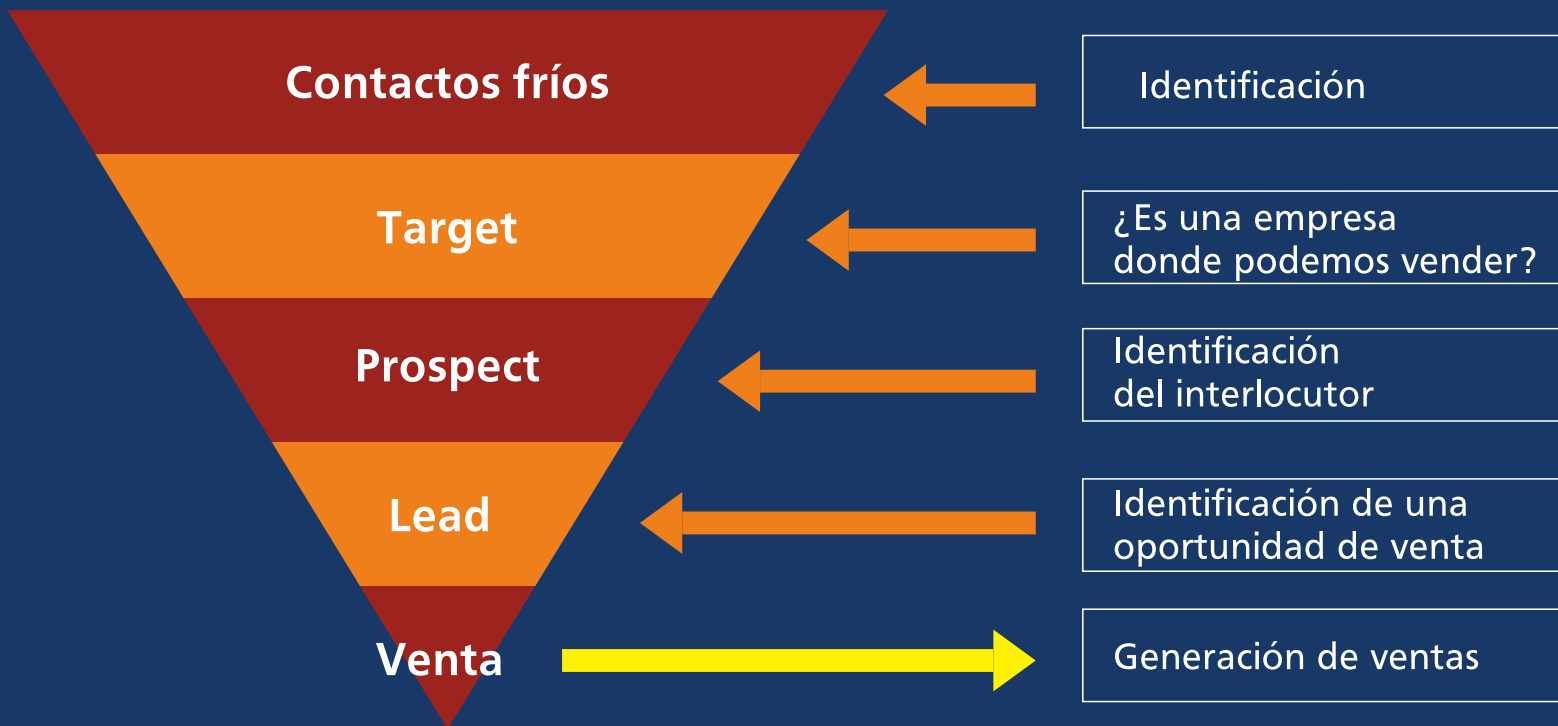 Contactos fríos
Identificación
Target
¿Es una empresa
donde podemos vender?
Prospect
Identificación
del interlocutor
Lead
Identificación de una
oportunidad de venta
Venta
Generación de ventas